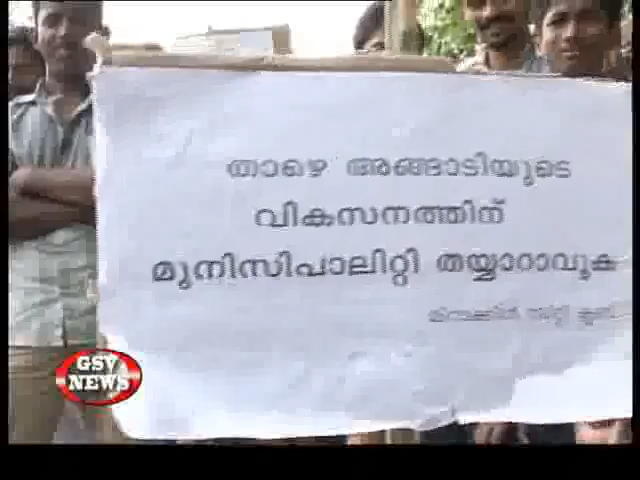 താഴെ അങ്ങാടിയുടെ
വികസനത്തിന്
മുനിസിപാലിറ്റി തയ്യാറാവുക
GSV
NEWS